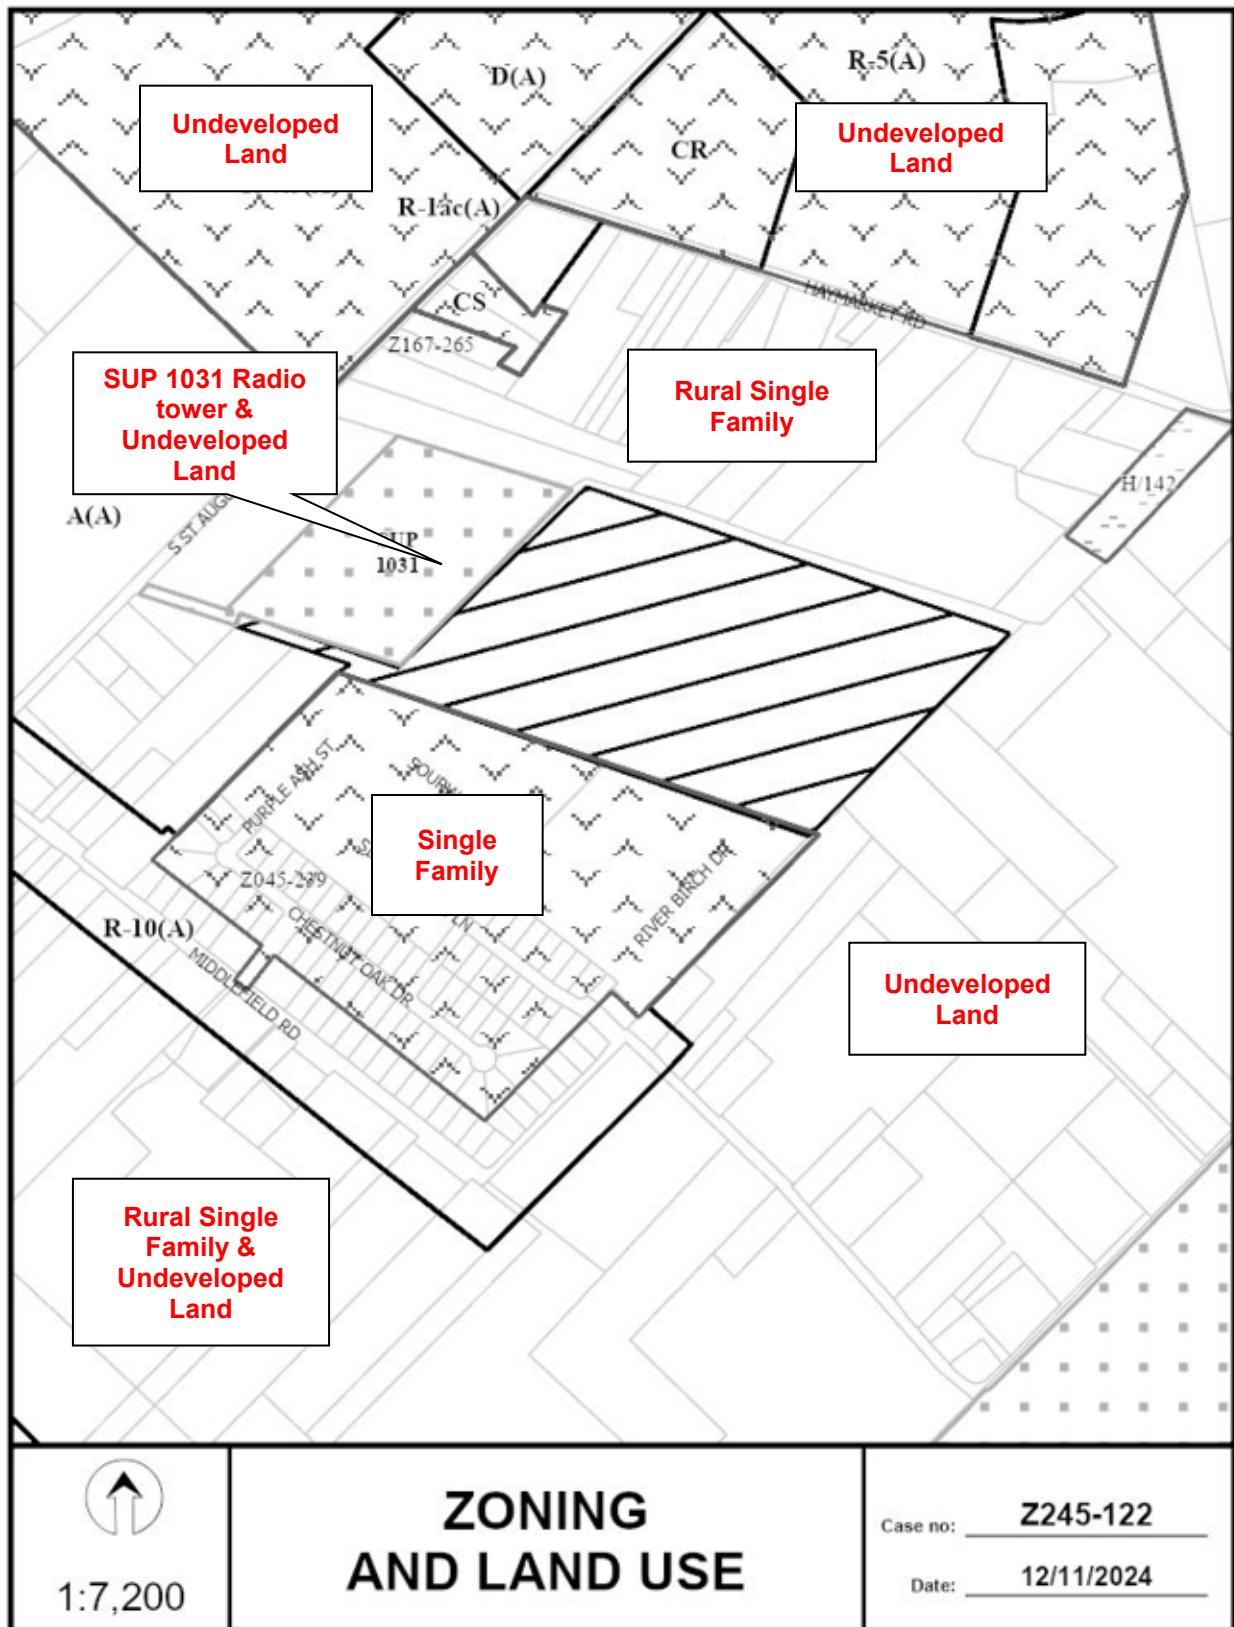 D(A)
R-5(A)
Undeveloped
Land
Undeveloped
Land
CR
R-1ac(A)
CS
HAYMARKET RD
Z167-265
SUP 1031 Radio
tower &
Undeveloped
Land
Rural Single
Family
H/142
A(A)
S ST AUG
SUP
1031
PURPLE ASH ST
Single
Family
Z045-239
LN
RIVER BIRCH DR
CHESTNUT OAK DR
R-10(A)
MIDDLEFIELD RD
Undeveloped
Land
Rural Single
Family &
Undeveloped
Land
1:7,200
ZONING
AND LAND USE
Case no: Z245-122
Date: 12/11/2024